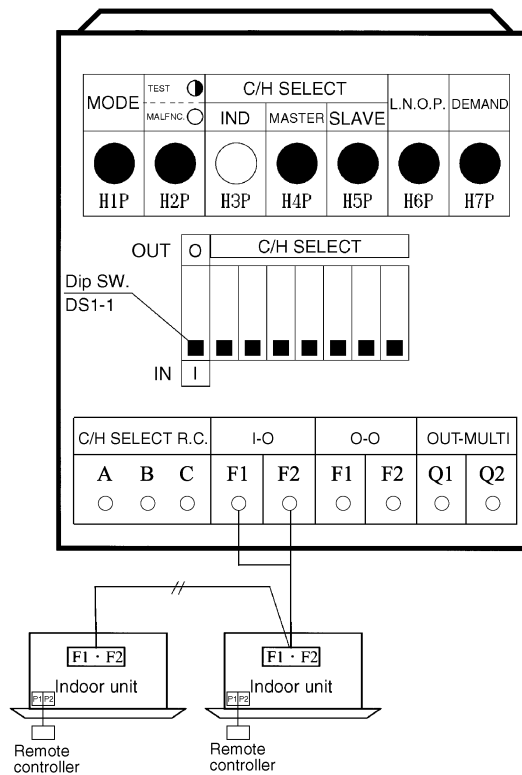 MODE TEST C/H SELECT L.N.O.P. DEMAND
MALFNC. IND MASTER SLAVE
H1P H2P H3P H4P H5P H6P H7P
OUT O C/H SELECT
Dip SW.
DS1-1
IN I
C/H SELECT R.C. I-O O-O OUT-MULTI
A B C F1 F2 F1 F2 Q1 Q2
F1 · F2 F1 · F2
Indoor unit Indoor unit
P1 P2 P1 P2
Remote controller Remote controller